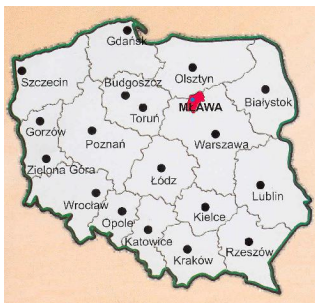 Gdańsk
Szczecin
Olsztyn
Budgoszcz
Białystok
Toruń
MŁAWA
Gorzów
Poznań
Warszawa
Zielona Góra
Łódź
Wrocław
Lublin
Opole
Kielce
Katowice
Kraków
Rzeszów